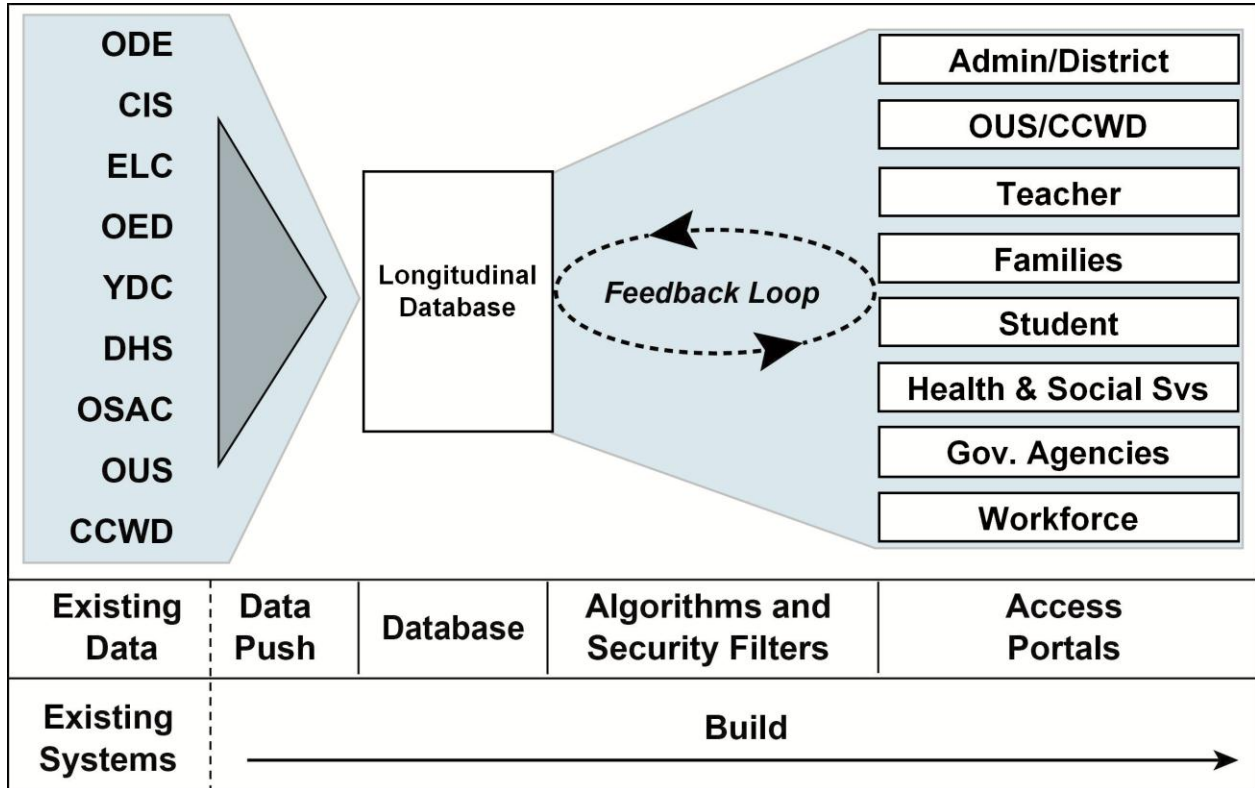 ODE
CIS
ELC
OED
YDC
DHS
OSAC
OUS
CCWD
Longitudinal
Database
Feedback Loop
Admin/District
OUS/CCWD
Teacher
Families
Student
Health & Social Svs
Gov. Agencies
Workforce
Existing
Data
Data
Push
Database
Algorithms and
Security Filters
Access
Portals
Existing
Systems
Build